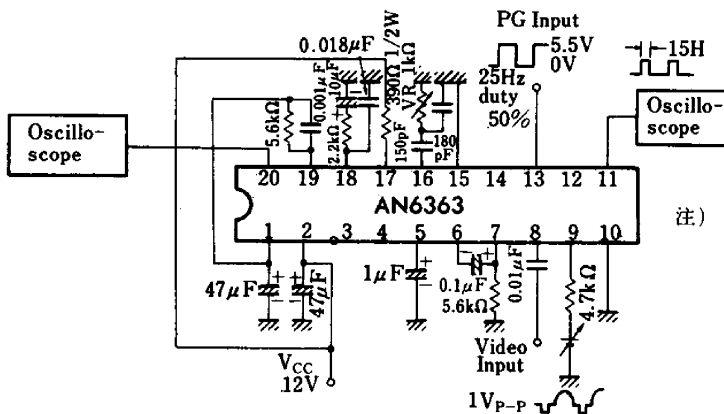 PG Input
5.5V
0V
25Hz
duty
50%
15H
0.018μF
0.001μF
10μF
390Ω 1/2W
VR 1kΩ
5.6kΩ
2.2kΩ
150pF
180
pF
Oscillo-
scope
Oscillo-
scope
20 19 18 17 16 15 14 13 12 11
AN6363
1 2 3 4 5 6 7 8 9 10
注)
47μF
47μF
1μF
0.1μF
5.6kΩ
0.01μF
4.7kΩ
Video
Input
VCC
12V
1VP-P